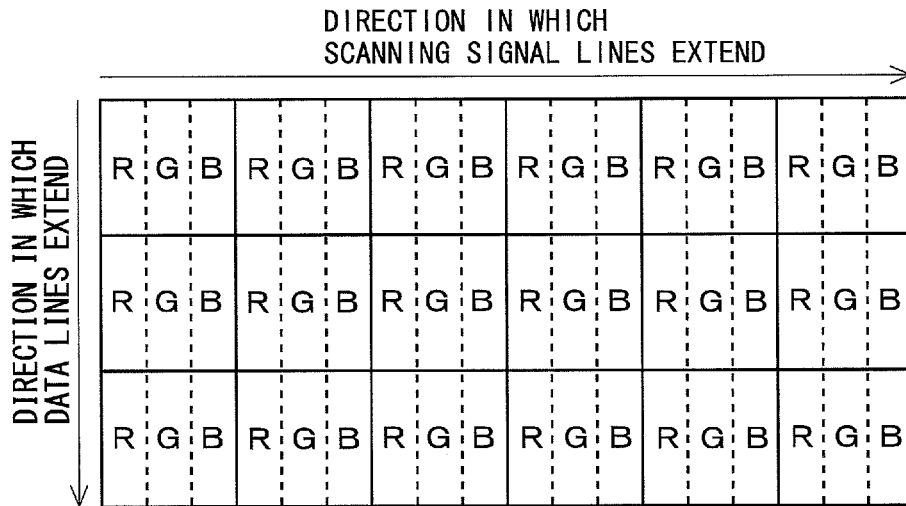 DIRECTION IN WHICH
SCANNING SIGNAL LINES EXTEND
DIRECTION IN WHICH
DATA LINES EXTEND
R G B R G B R G B R G B R G B R G B
R G B R G B R G B R G B R G B R G B
R G B R G B R G B R G B R G B R G B